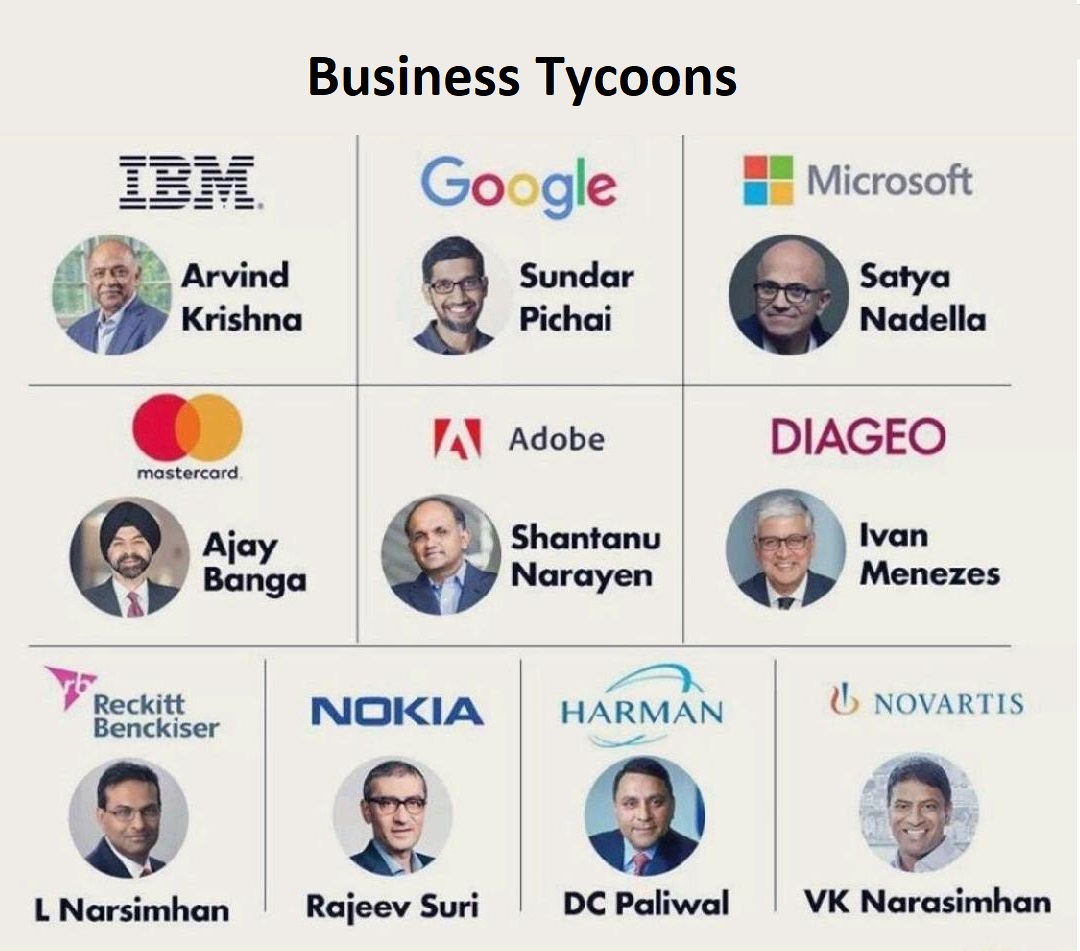 Business Tycoons
IBM
Google
Microsoft
Arvind
Krishna
Sundar
Pichai
Satya
Nadella
mastercard
Adobe
DIAGEO
Ajay
Banga
Shantanu
Narayen
Ivan
Menezes
rb
Reckitt
Benckiser
NOKIA
HARMAN
NOVARTIS
L Narsimhan
Rajeev Suri
DC Paliwal
VK Narasimhan